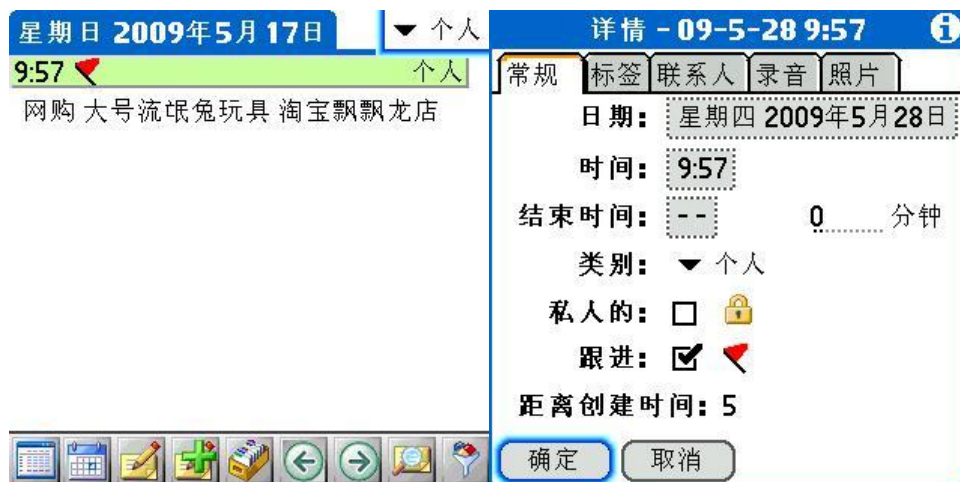 星期日 2009年5月17日
个人
9:57 个人
网购 大号流氓兔玩具 淘宝飘飘龙店
详情 - 09-5-28 9:57
常规 标签 联系人 录音 照片
日期: 星期四 2009年5月28日
时间: 9:57
结束时间: -- 0 分钟
类别: 个人
私人的:
跟进:
距离创建时间: 5
确定 取消